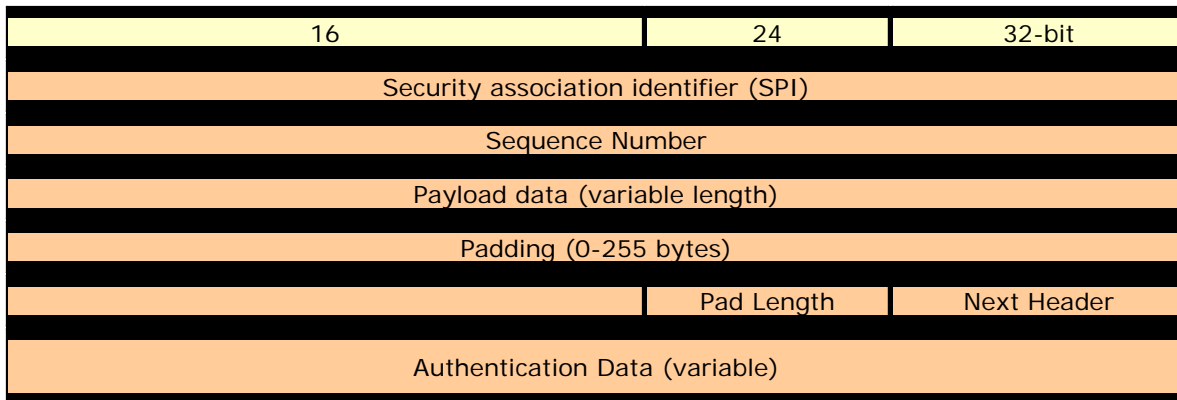 16 24 32-bit
Security association identifier (SPI)
Sequence Number
Payload data (variable length)
Padding (0-255 bytes)
Pad Length Next Header
Authentication Data (variable)